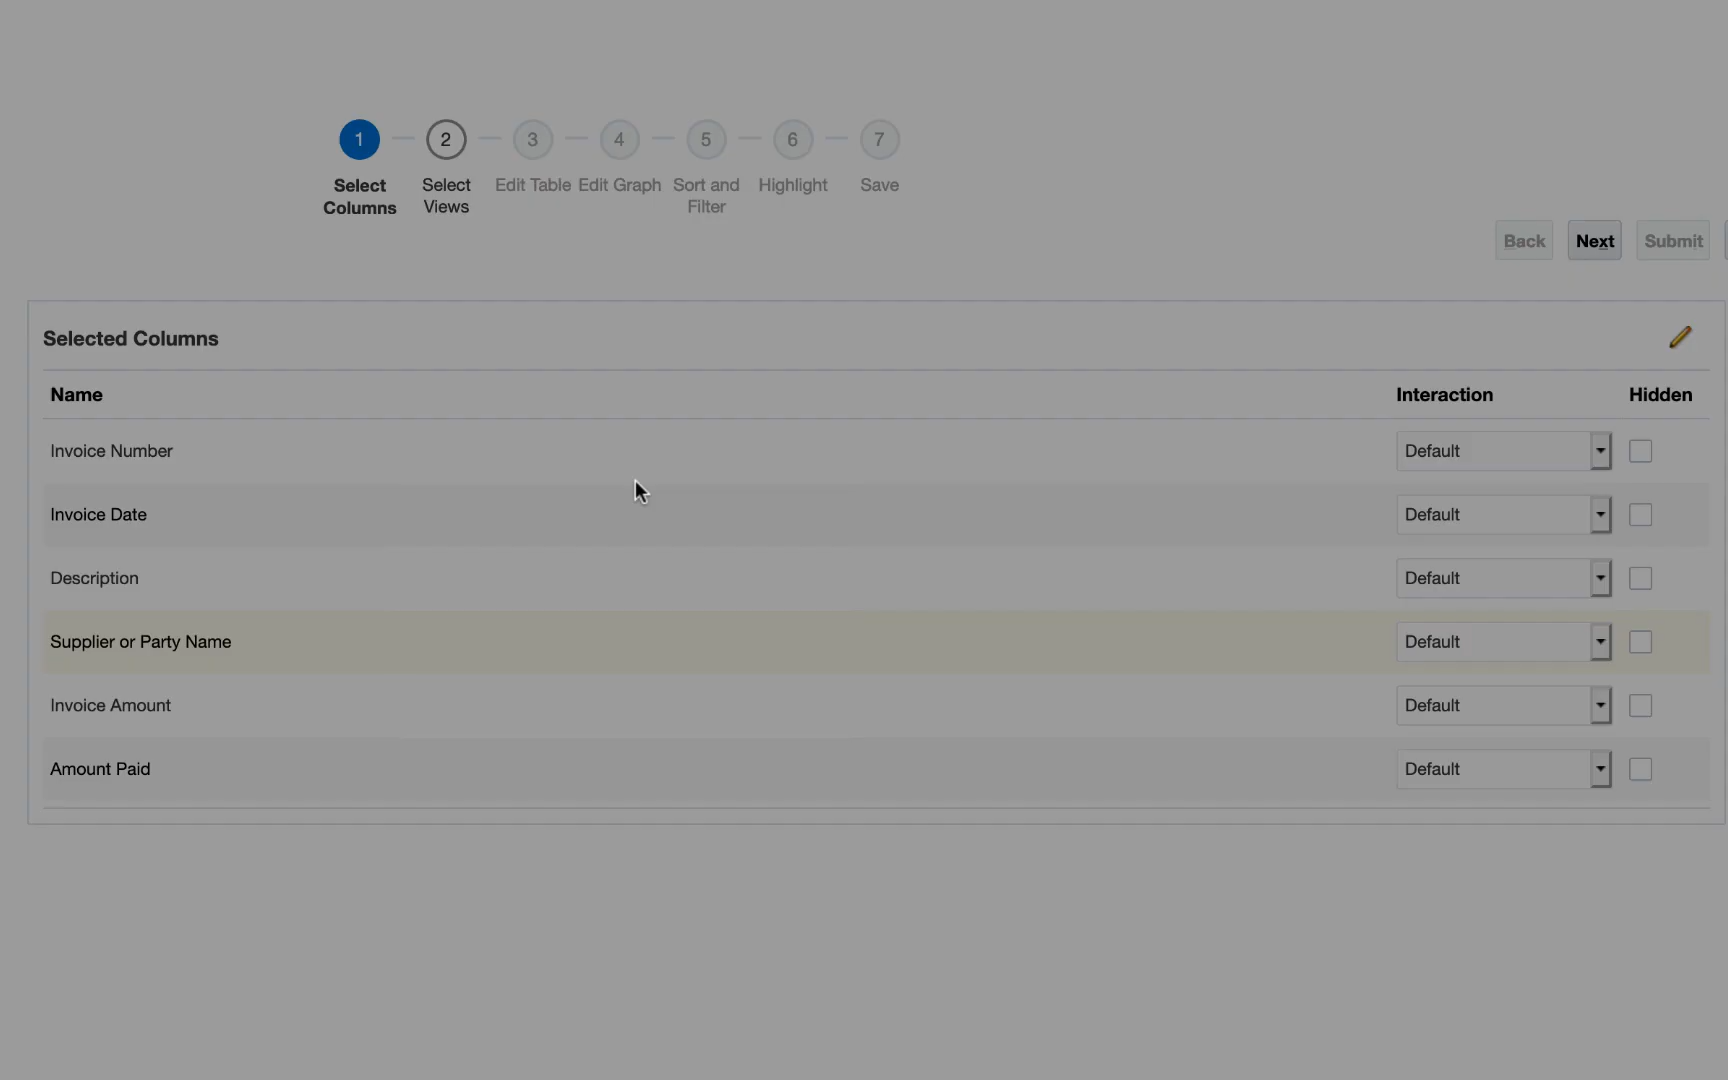 1 2 3 4 5 6 7
Select Columns Select Views Edit Table Edit Graph Sort and Filter Highlight Save
Back Next Submit
Selected Columns
Name Interaction Hidden
Invoice Number Default
Invoice Date Default
Description Default
Supplier or Party Name Default
Invoice Amount Default
Amount Paid Default